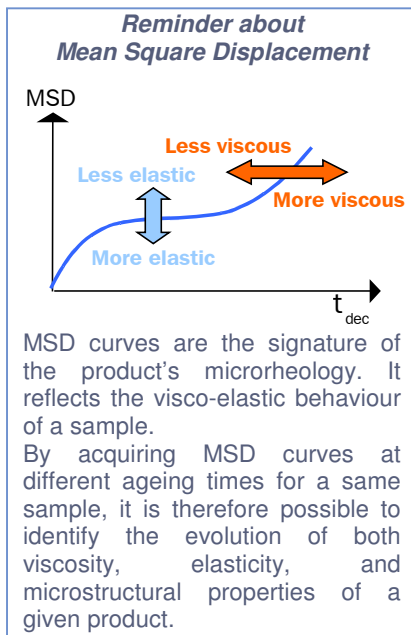 Reminder about
Mean Square Displacement
MSD
Less viscous
Less elastic
More viscous
More elastic
t dec
MSD curves are the signature of
the product's microrheology. It
reflects the visco-elastic behaviour
of a sample.
By acquiring MSD curves at
different ageing times for a same
sample, it is therefore possible to
identify the evolution of both
viscosity, elasticity, and
microstructural properties of a
given product.